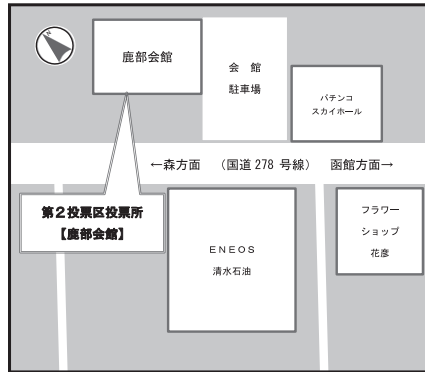 N
鹿部会館
会 館
駐車場
パチンコ
スカイホール
←森方面 (国道 278 号線) 函館方面→
第2投票区投票所
【鹿部会館】
ENEOS
清水石油
フラワー
ショップ
花彦